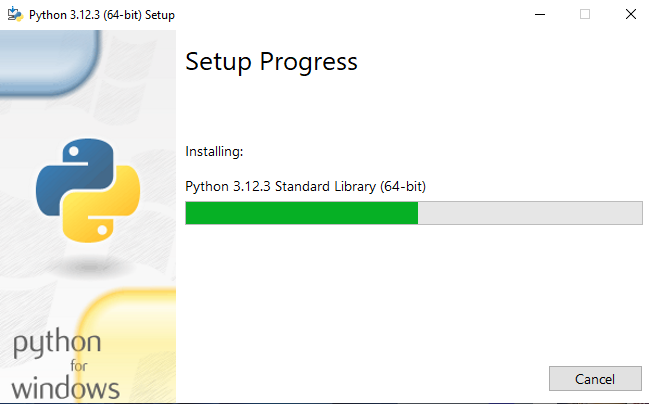 Python 3.12.3 (64-bit) Setup
Setup Progress
Installing:
Python 3.12.3 Standard Library (64-bit)
python
for
windows
Cancel